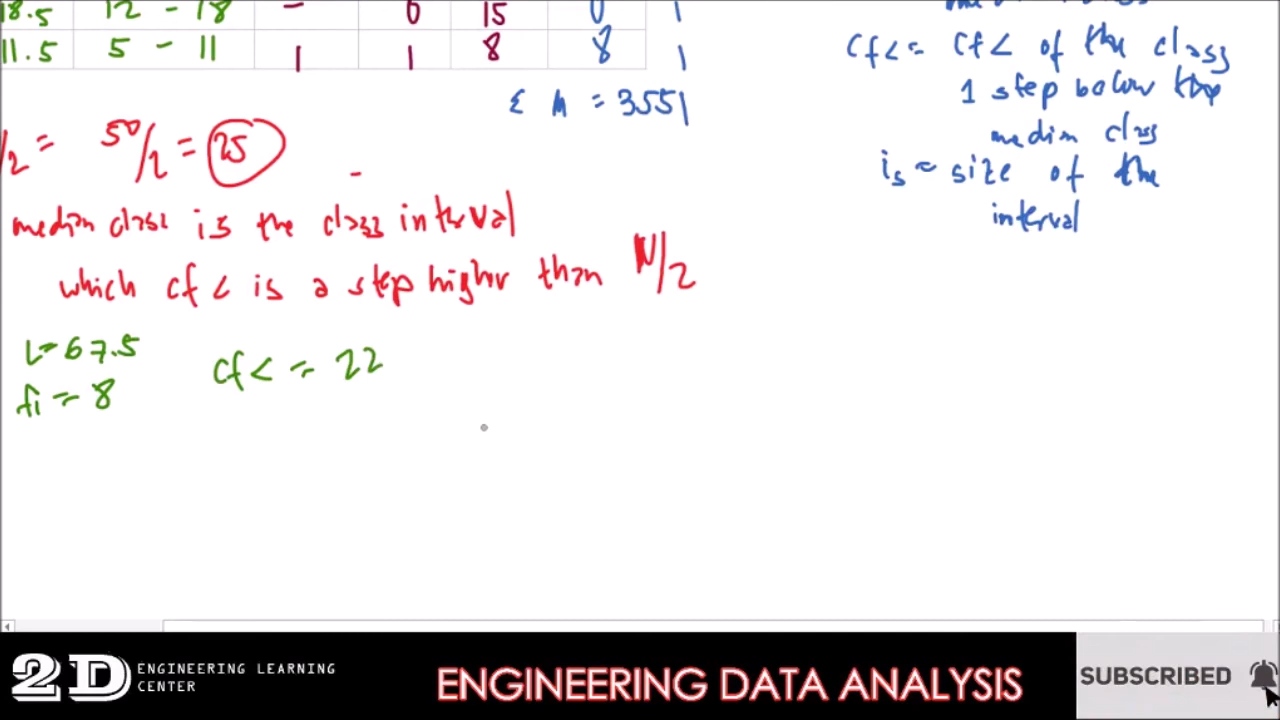 18.5 12 - 18 - 0 15 0 1
11.5 5 - 11 1 1 8 8 1
Σ M = 3551
/2 = 50/2 = 25
median class is the class interval
which cf< is a step higher than N/2
L= 67.5
fi = 8
cf< = 22
cf< = cf< of the class
1 step below the
median class
is = size of the
interval
2D ENGINEERING LEARNING
CENTER
ENGINEERING DATA ANALYSIS
SUBSCRIBED